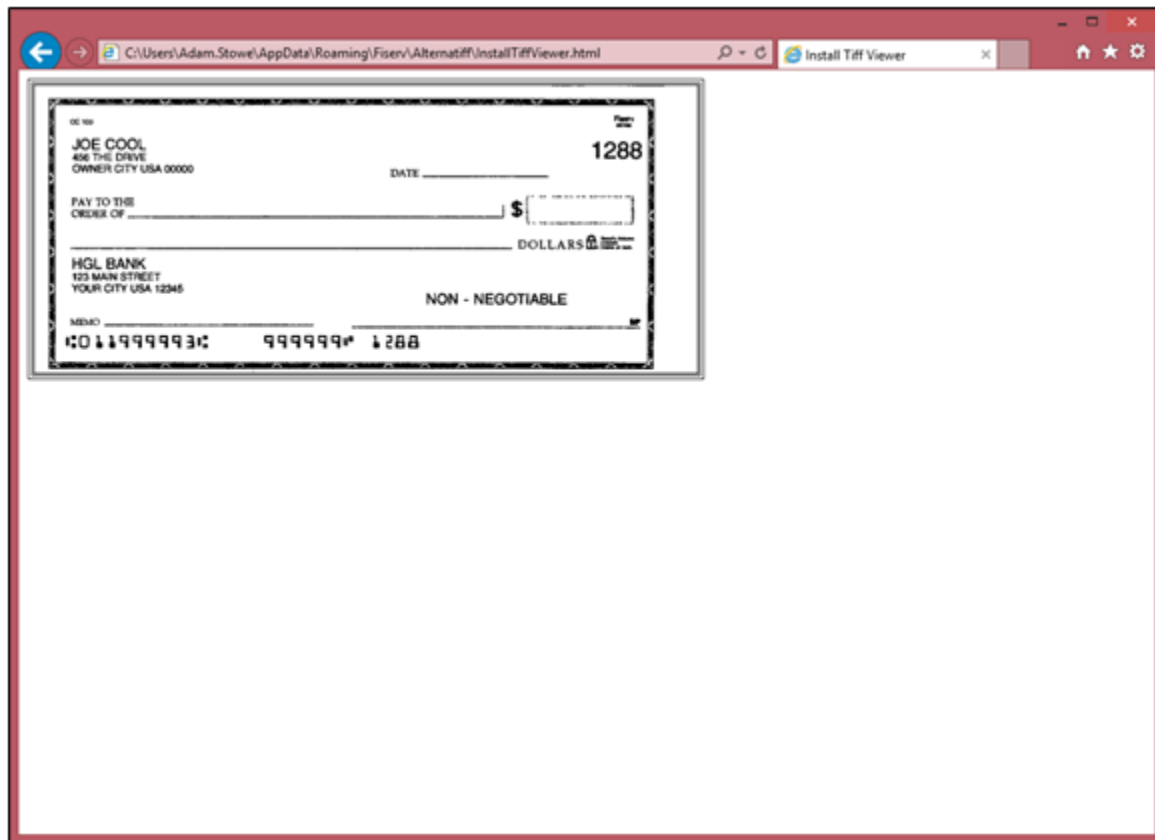 C:\Users\Adam.Stowe\AppData\Roaming\Fiserv\Alternatiff\InstallTiffViewer.html
Install Tiff Viewer
JOE COOL
1288
456 THE DRIVE
OWNER CITY USA 00000
DATE
PAY TO THE
ORDER OF
$
DOLLARS
HGL BANK
123 MAIN STREET
YOUR CITY USA 12345
NON - NEGOTIABLE
MEMO
MP
⑆011999993⑆ 999999⑈ 1288